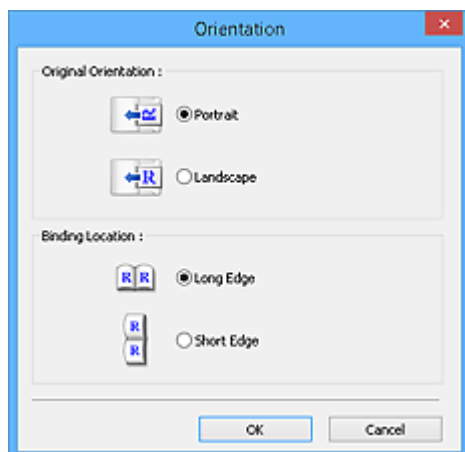 Orientation
Original Orientation :
R
Portrait
R
Landscape
Binding Location :
R R
Long Edge
R
R
Short Edge
OK
Cancel